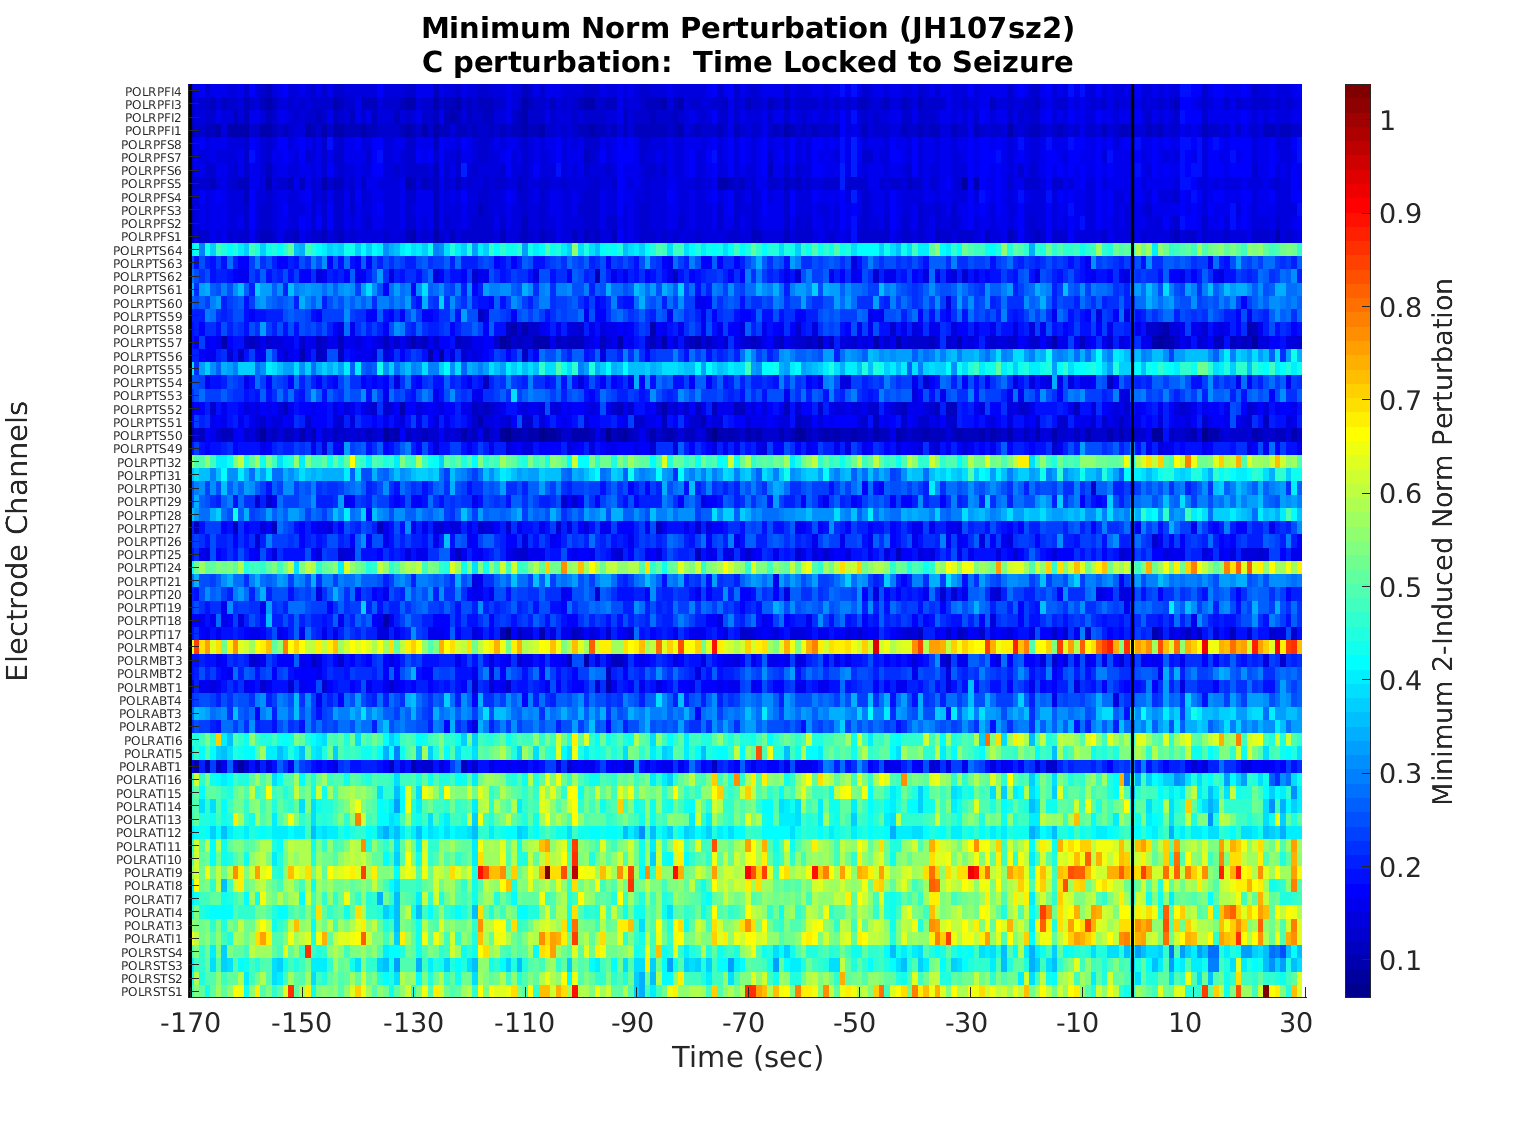 Minimum Norm Perturbation (JH107sz2)
C perturbation:  Time Locked to Seizure
Electrode Channels
POLRPFI4
POLRPFI3
POLRPFI2
POLRPFI1
POLRPFS8
POLRPFS7
POLRPFS6
POLRPFS5
POLRPFS4
POLRPFS3
POLRPFS2
POLRPFS1
POLRPTS64
POLRPTS63
POLRPTS62
POLRPTS61
POLRPTS60
POLRPTS59
POLRPTS58
POLRPTS57
POLRPTS56
POLRPTS55
POLRPTS54
POLRPTS53
POLRPTS52
POLRPTS51
POLRPTS50
POLRPTS49
POLRPTI32
POLRPTI31
POLRPTI30
POLRPTI29
POLRPTI28
POLRPTI27
POLRPTI26
POLRPTI25
POLRPTI24
POLRPTI21
POLRPTI20
POLRPTI19
POLRPTI18
POLRPTI17
POLRMBT4
POLRMBT3
POLRMBT2
POLRMBT1
POLRABT4
POLRABT3
POLRABT2
POLRATI6
POLRATI5
POLRABT1
POLRATI16
POLRATI15
POLRATI14
POLRATI13
POLRATI12
POLRATI11
POLRATI10
POLRATI9
POLRATI8
POLRATI7
POLRATI4
POLRATI3
POLRATI1
POLRSTS4
POLRSTS3
POLRSTS2
POLRSTS1
-170 -150 -130 -110 -90 -70 -50 -30 -10 10 30
Time (sec)
1
0.9
0.8
0.7
0.6
0.5
0.4
0.3
0.2
0.1
Minimum 2-Induced Norm Perturbation